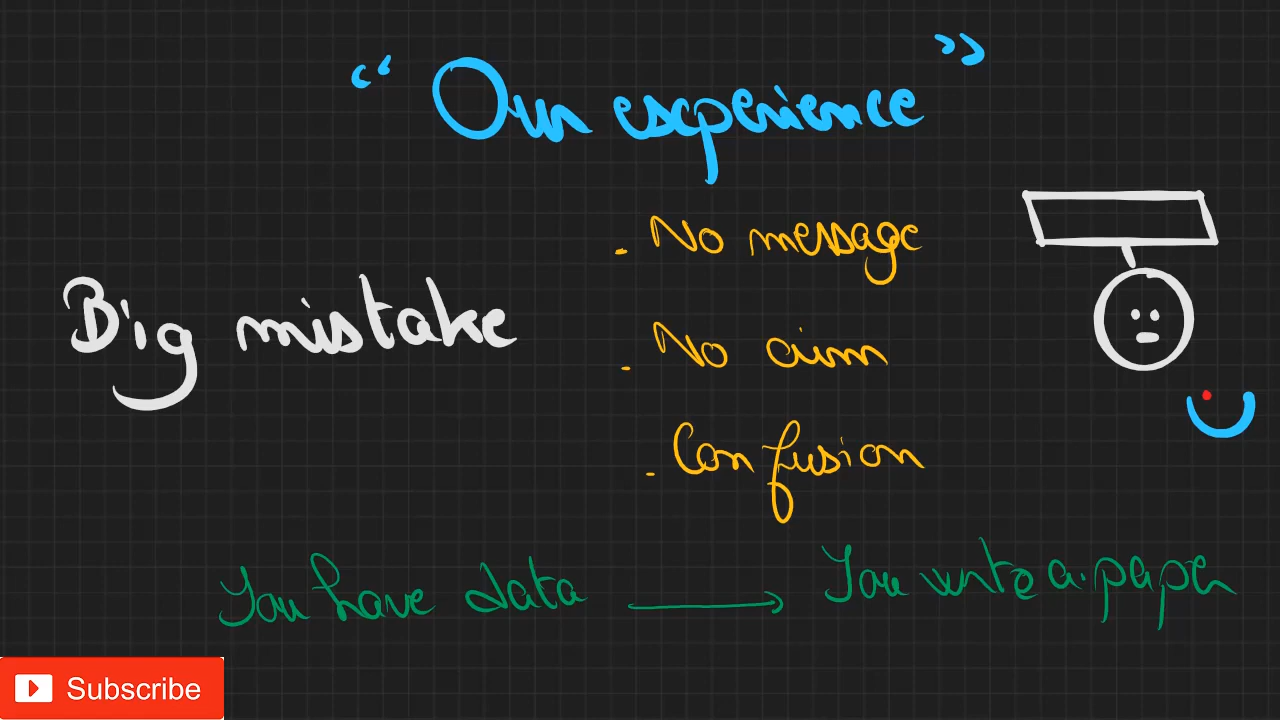 “ Our experience ”
. No message
Big mistake
. No aim
. Confusion
You have data → You write a paper
Subscribe